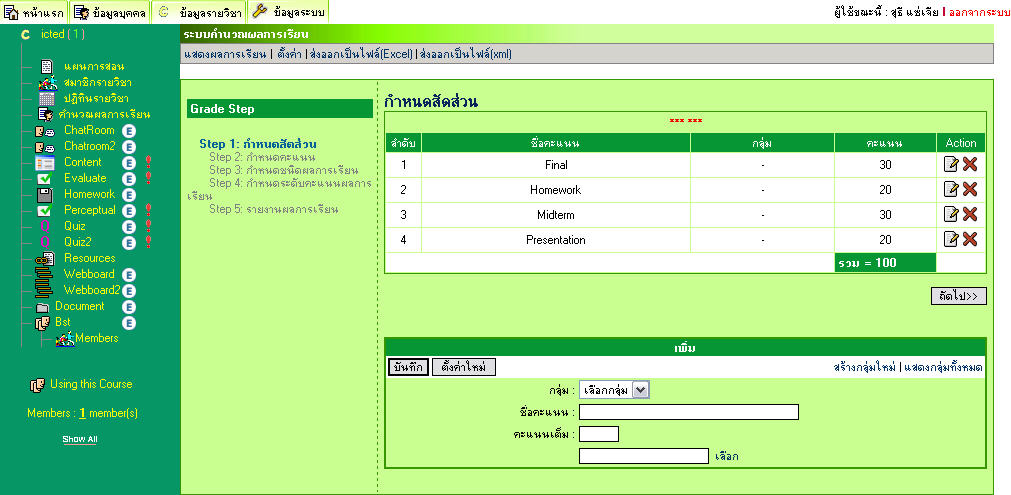 หน้าแรก ข้อมูลบุคคล ข้อมูลรายวิชา ข้อมูลระบบ ผู้ใช้ขณะนี้ : สุธี แซ่เจีย | ออกจากระบบ
C icted ( 1 )
ระบบคำนวณผลการเรียน
แสดงผลการเรียน | ตั้งค่า | ส่งออกเป็นไฟล์(Excel) | ส่งออกเป็นไฟล์(xml)
แผนการสอน
สมาชิกรายวิชา
ปฏิทินรายวิชา
คำนวณผลการเรียน
ChatRoom E
Chatroom2 E
Content E !
Evaluate E !
Homework E
Perceptual E !
Quiz E !
Quiz2 E !
Resources
Webboard E
Webboard2 E
Document E
Bst E
Members
Using this Course
Members : 1 member(s)
Show All
Grade Step
Step 1: กำหนดสัดส่วน
Step 2: กำหนดคะแนน
Step 3: กำหนดชนิดผลการเรียน
Step 4: กำหนดระดับคะแนนผลการ
เรียน
Step 5: รายงานผลการเรียน
กำหนดสัดส่วน
*** ***
ลำดับ ชื่อคะแนน กลุ่ม คะแนน Action
1 Final - 30
2 Homework - 20
3 Midterm - 30
4 Presentation - 20
รวม = 100
ถัดไป>>
เพิ่ม
บันทึก ตั้งค่าใหม่ สร้างกลุ่มใหม่ | แสดงกลุ่มทั้งหมด
กลุ่ม : เลือกกลุ่ม
ชื่อคะแนน :
คะแนนเต็ม :
เลือก